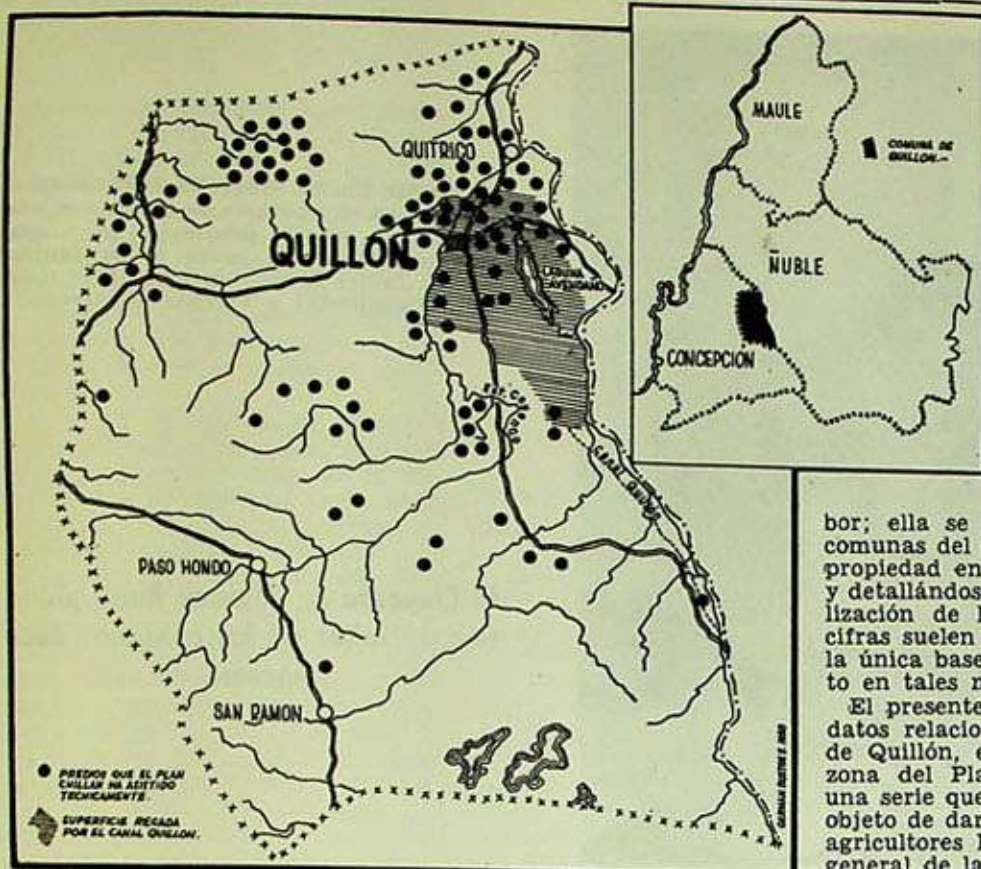 QUITRICO
QUILLÓN
LAGUNA
AVENDAÑO
PASO HONDO
SAN RAMON
PREDIOS QUE EL PLAN
CHILLAN HA ASISTIDO
TECNICAMENTE.
SUPERFICIE REGADA
POR EL CANAL QUILLON.
MAULE
COMUNA DE
QUILLON.—
ÑUBLE
CONCEPCION
bor; ella se
comunas del
propiedad en
y detallándos
lización de l
cifras suelen
la única base
to en tales m
El presente
datos relacio
de Quillón, e
zona del Pla
una serie que
objeto de dar
agricultores l
general de la